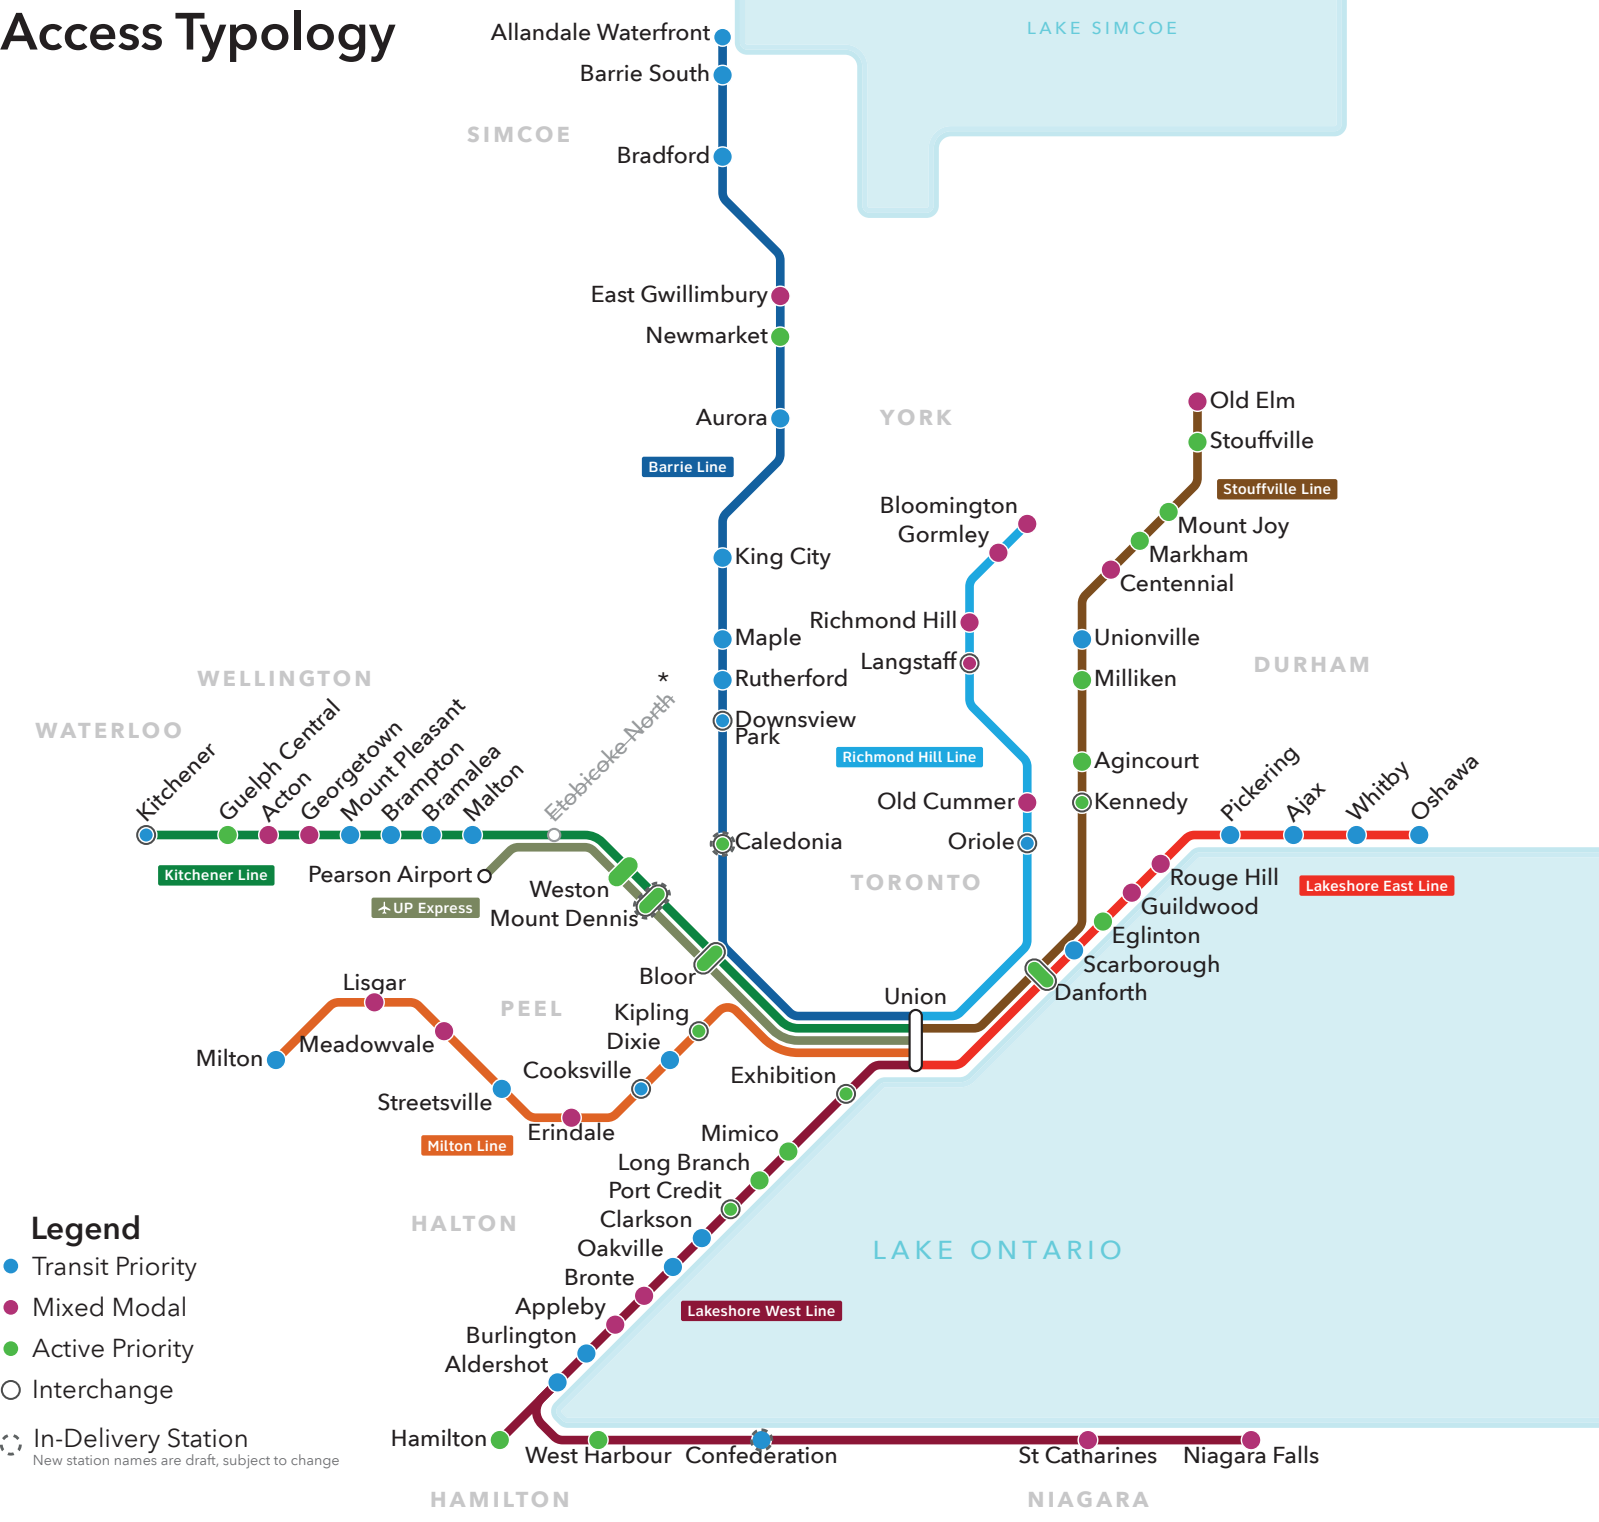 Access Typology
LAKE SIMCOE
Allandale Waterfront
Barrie South
SIMCOE
Bradford
East Gwillimbury
Newmarket
Aurora
Barrie Line
YORK
Old Elm
Stouffville
Stouffville Line
Bloomington
Gormley
Mount Joy
Markham
Centennial
King City
Maple
Rutherford
Downsview
Park
Richmond Hill
Langstaff
Richmond Hill Line
Unionville
Milliken
DURHAM
Agincourt
Kennedy
WELLINGTON
WATERLOO
Kitchener
Guelph Central
Acton
Georgetown
Mount Pleasant
Brampton
Bramalea
Malton
Etobicoke North
*
Caledonia
Old Cummer
Oriole
TORONTO
Pickering
Ajax
Whitby
Oshawa
Kitchener Line
Pearson Airport
UP Express
Weston
Mount Dennis
Bloor
Rouge Hill
Guildwood
Eglinton
Scarborough
Danforth
Lakeshore East Line
Union
PEEL
Lisgar
Meadowvale
Milton
Streetsville
Erindale
Cooksville
Dixie
Kipling
Milton Line
Exhibition
Mimico
Long Branch
Port Credit
Clarkson
Oakville
Bronte
Appleby
Burlington
Aldershot
HALTON
LAKE ONTARIO
Lakeshore West Line
Legend
Transit Priority
Mixed Modal
Active Priority
Interchange
In-Delivery Station
New station names are draft, subject to change
Hamilton
West Harbour
Confederation
St Catharines
Niagara Falls
HAMILTON
NIAGARA